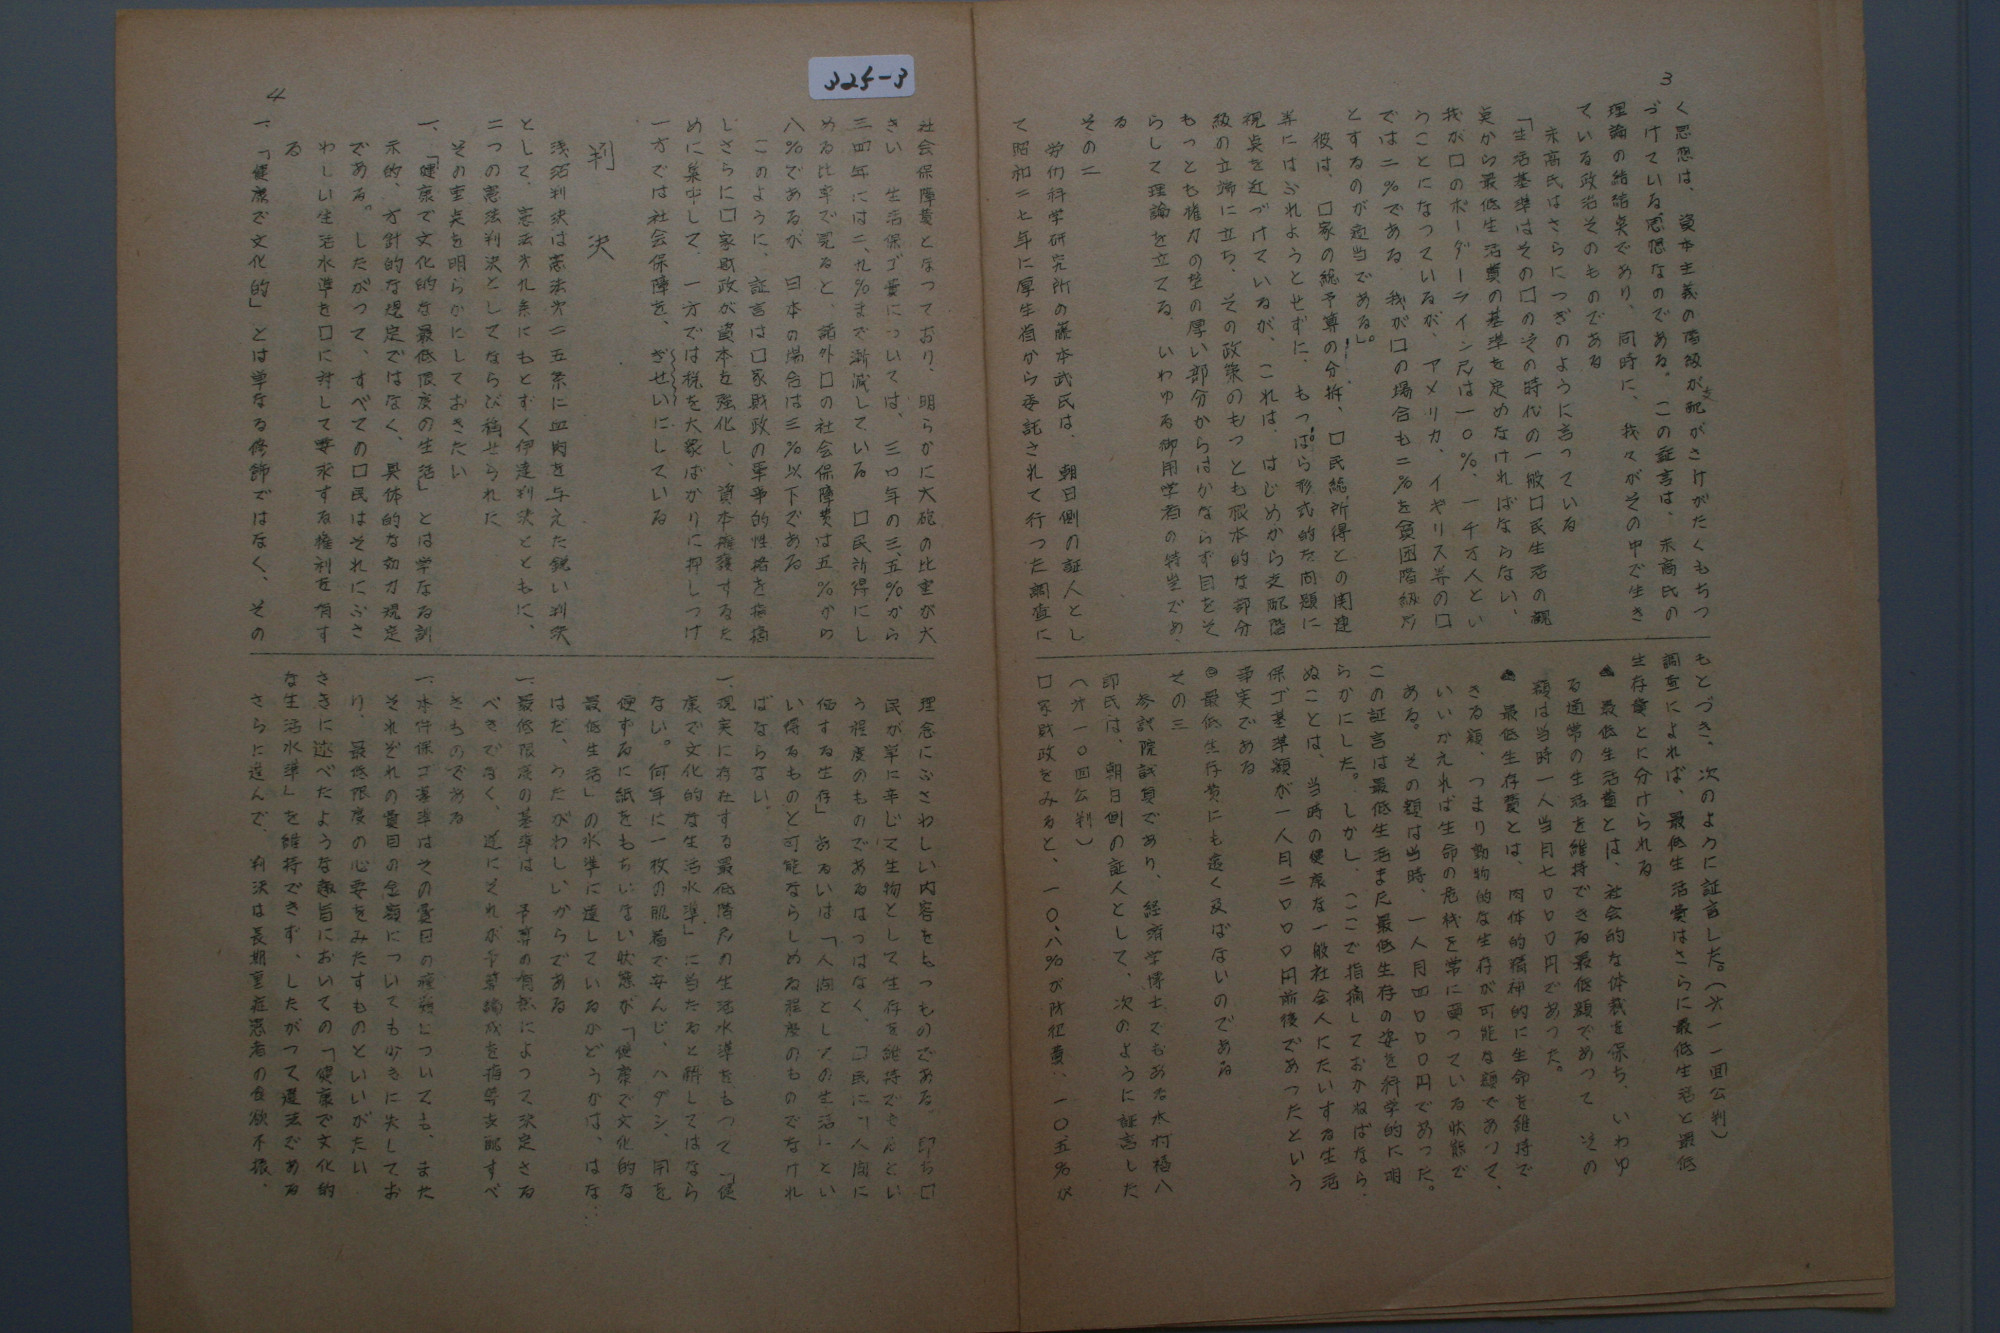 325-3
3
く思想は、資本主義の階級が支配がさけがたくもちつ
づけている思想なのである。この証言は、末高氏の
理論の結論であり、同時に、我々がその中で生き
ている政治そのものである
末高氏はさらにつぎのように言っている
「生活基準はその口のその時代の一般口民生活の観
点から最低生活費の基準を定めなければならない、
我が口のボーダーライン層は一〇%、一千万人とい
うことになつているが、アメリカ、イギリス等の口
では二%である。我が口の場合も二%を貧困階級
とするのが適当である」。
彼は、口家の総予算の分析、口民総所得との関連
等にはふれようとせずに、もつぱら形式的な問題に
視点を近づけているが、これは、はじめから支配階
級の立端に立ち、その政策のもつとも根本的な部分
もつとも権力の壁の厚い部分からはかならず目をそ
らして理論を立てる、いわゆる御用学者の特当であ
る
その二
労仂科学研究所の藤本武氏は、朝日側の証人とし
て昭和二七年に厚生省から委託されて行つた調査に
もとづき、次のように証言した。(㐧一一回公判)
調査によれば、最低生活費はさらに最低生活と最低
生存費とに分けられる
最低生活費とは、社会的な体裁を保ち、いわゆ
る通常の生活を維持できる最低額であつて その
額は当時一人当月七〇〇〇円であつた。
最低生存費とは、肉体的精神的に生命を維持で
きる額、つまり動物的な生存が可能な額であつて、
いいかえれば生命の危機を常に画つている状態で
ある。その額は当時、一人月四〇〇〇円であつた。
この証言は最低生活また最低生存の姿を科学的に明
らかにした。しかし、ここで指摘しておかねばなら
ぬことは、当時の健康な一般社会人にたいする生活
保ゴ基準額が一人月二〇〇〇円前後であつたという
事実である
◎最低生存費にも遠く及ばないのである
その三
参議院議員であり、経済学博士でもある木村禧八
郎氏は、朝日側の証人として、次のように証言した
(㐧一〇回公判)
口家財政をみると、一〇、八%が防衛費、一〇五%が
4
社会保障費となつており、明らかに大砲の比重が大
きい 生活保ゴ費については、三〇年の三、五%から
三四年には二、九%まで漸減している 口民所得にし
める比率で見ると、諸外口の社会保障費は五%から
八%であるが 日本の場合は三%以下である
このように、証言は口家財政の軍事的性格を指摘
しさらに口家財政が資本を強化し、資本擁護するた
めに集中して、一方では税を大衆ばかりに押しつけ
一方では社会保障を、ぎせいにしている
判 決
浅沼判決は憲法㐧二五条に血肉を与えた鋭い判決
として、憲法㐧九条にもとずく伊達判決とともに、
二つの憲法判決としてならび稱せられた
その重点を明らかにしておきたい
一、「健康で文化的な最低限度の生活」とは単なる訓
示的、方針的な規定ではなく、具体的な効力規定
である。したがつて、すべての口民はそれにふさ
わしい生活水準を口に対して要求する権利を有す
る
一、「健康で文化的」とは単なる修飾ではなく、その
理念にふさわしい内容をもつものである。即ち口
民が単に辛じて生物として生存を維持できるとい
う程度のものであるはづはなく、口民に「人間に
価する生存」あるいは「人間としての生活」とい
い得るものと可能ならしめる程度のものでなけれ
ばならない。
一、現実に存在する最低階層の生活水準をもつて「健
康で文化的な生活水準」に当たると解してはなら
ない。何年に一枚の肌着で安んじ、ハダシ、用を
便ずるに紙をもちいない状態が「健康で文化的な
最低生活」の水準に達しているかどうかは、はな
はだ、うたがわしいからである
一、最低限度の基準は 予算の有無によつて決定さる
べきでなく、逆にそれが予算編成を指導支配すべ
きものである
一、本件保ゴ基準はその費目の種類についても、また
それぞれの費目の金額についても少きに失してお
り、最低限度の心要をみたすものといいがたい
さきに述べたような趣旨においての「健康で文化的
な生活水準」を維持できず、したがつて違法である
さらに進んで、判決は長期重症患者の食欲不振、